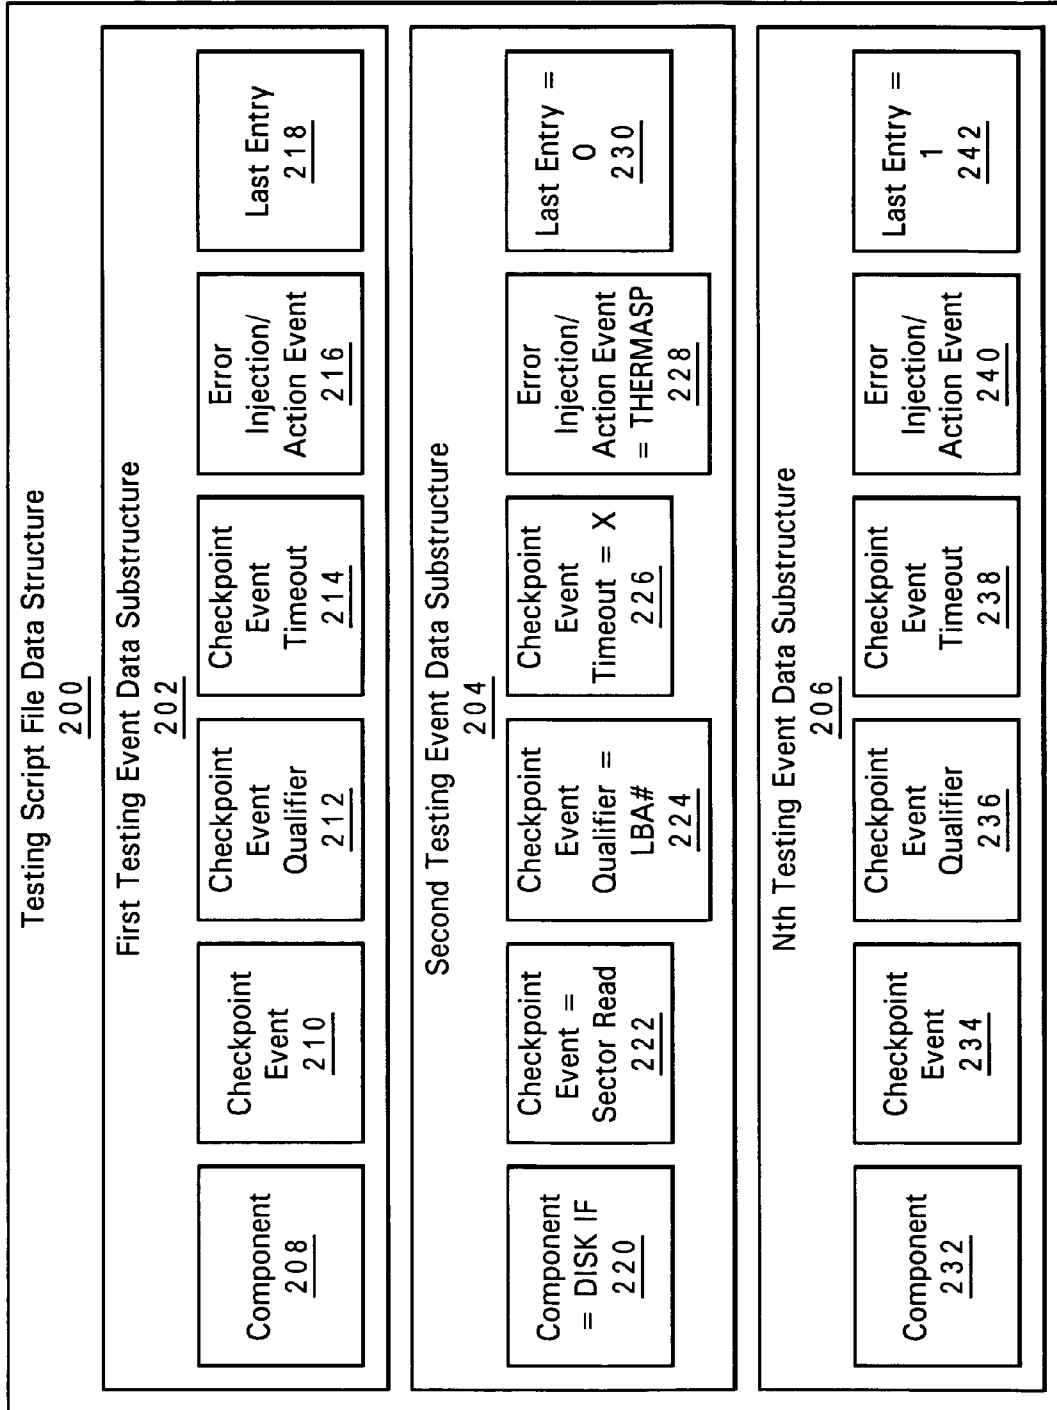 Testing Script File Data Structure
200
First Testing Event Data Substructure
202
Component
208
Checkpoint
Event
210
Checkpoint
Event
Qualifier
212
Checkpoint
Event
Timeout
214
Error
Injection/
Action Event
216
Last Entry
218
Second Testing Event Data Substructure
204
Component
= DISK IF
220
Checkpoint
Event =
Sector Read
222
Checkpoint
Event
Qualifier =
LBA#
224
Checkpoint
Event
Timeout = X
226
Error
Injection/
Action Event
= THERMASP
228
Last Entry =
0
230
Nth Testing Event Data Substructure
206
Component
232
Checkpoint
Event
234
Checkpoint
Event
Qualifier
236
Checkpoint
Event
Timeout
238
Error
Injection/
Action Event
240
Last Entry =
1
242